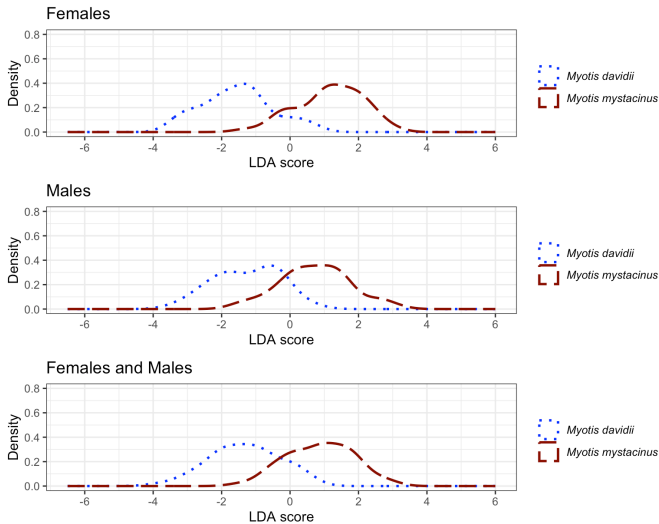 Females
Density
0.8
0.6
0.4
0.2
0.0
-6 -4 -2 0 2 4 6
LDA score
Myotis davidii
Myotis mystacinus
Males
Density
0.8
0.6
0.4
0.2
0.0
-6 -4 -2 0 2 4 6
LDA score
Myotis davidii
Myotis mystacinus
Females and Males
Density
0.8
0.6
0.4
0.2
0.0
-6 -4 -2 0 2 4 6
LDA score
Myotis davidii
Myotis mystacinus